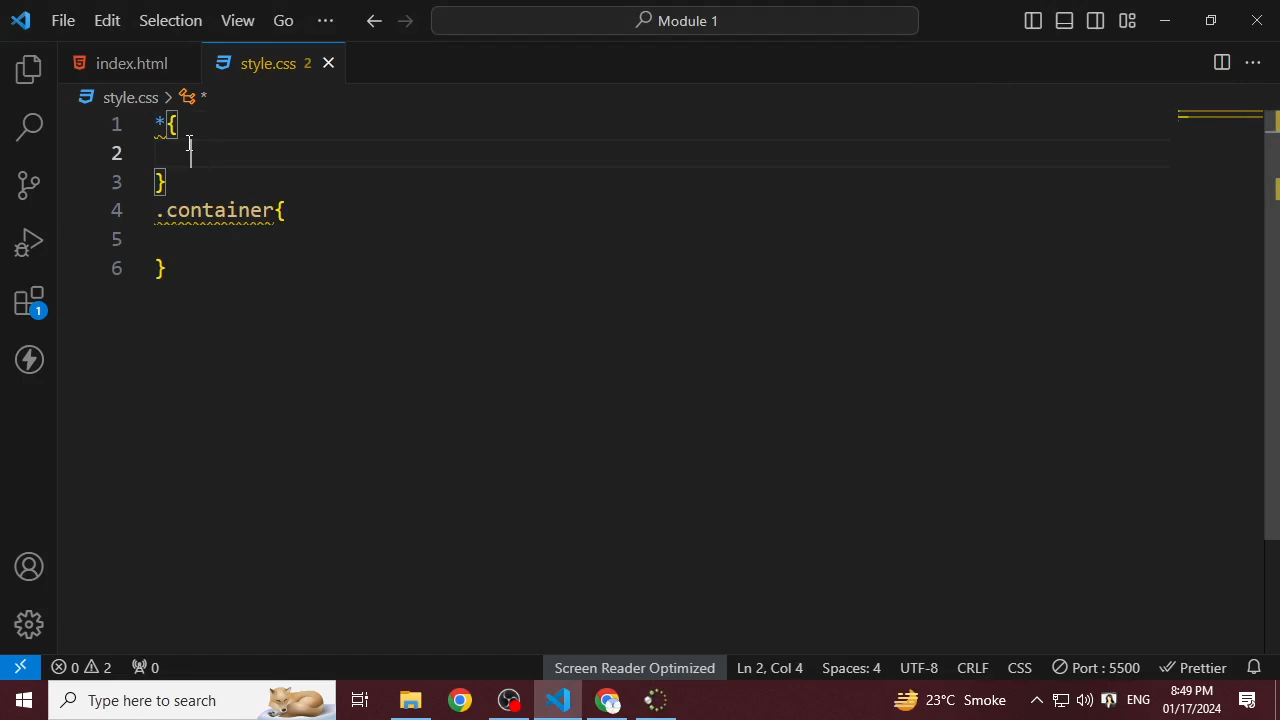 File Edit Selection View Go ··· Module 1
index.html style.css 2
style.css > *
1 *{
2
3 }
4 .container{
5
6 }
1
0 2 0 Screen Reader Optimized Ln 2, Col 4 Spaces: 4 UTF-8 CRLF CSS Port : 5500 Prettier
Type here to search 23°C Smoke ENG 8:49 PM
01/17/2024